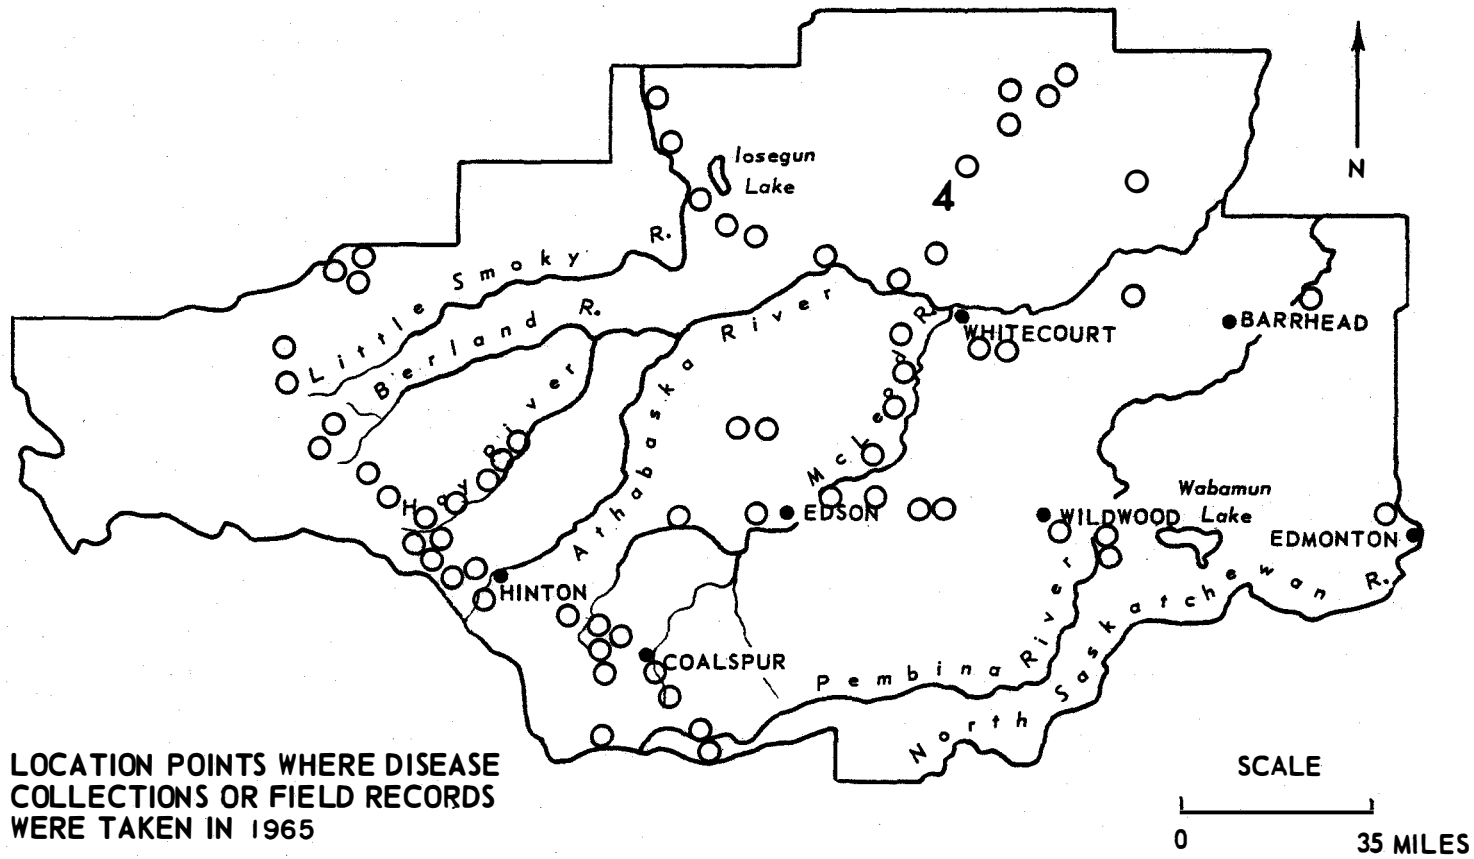 Iosegun
Lake
N
4
Little Smoky R.
Berland R.
Hay River
Athabaska River
McLeod R.
WHITECOURT
BARRHEAD
Wabamun
Lake
EDSON
WILDWOOD
EDMONTON
HINTON
COALSPUR
Pembina River
North Saskatchewan R.
LOCATION POINTS WHERE DISEASE
COLLECTIONS OR FIELD RECORDS
WERE TAKEN IN 1965
SCALE
0 35 MILES